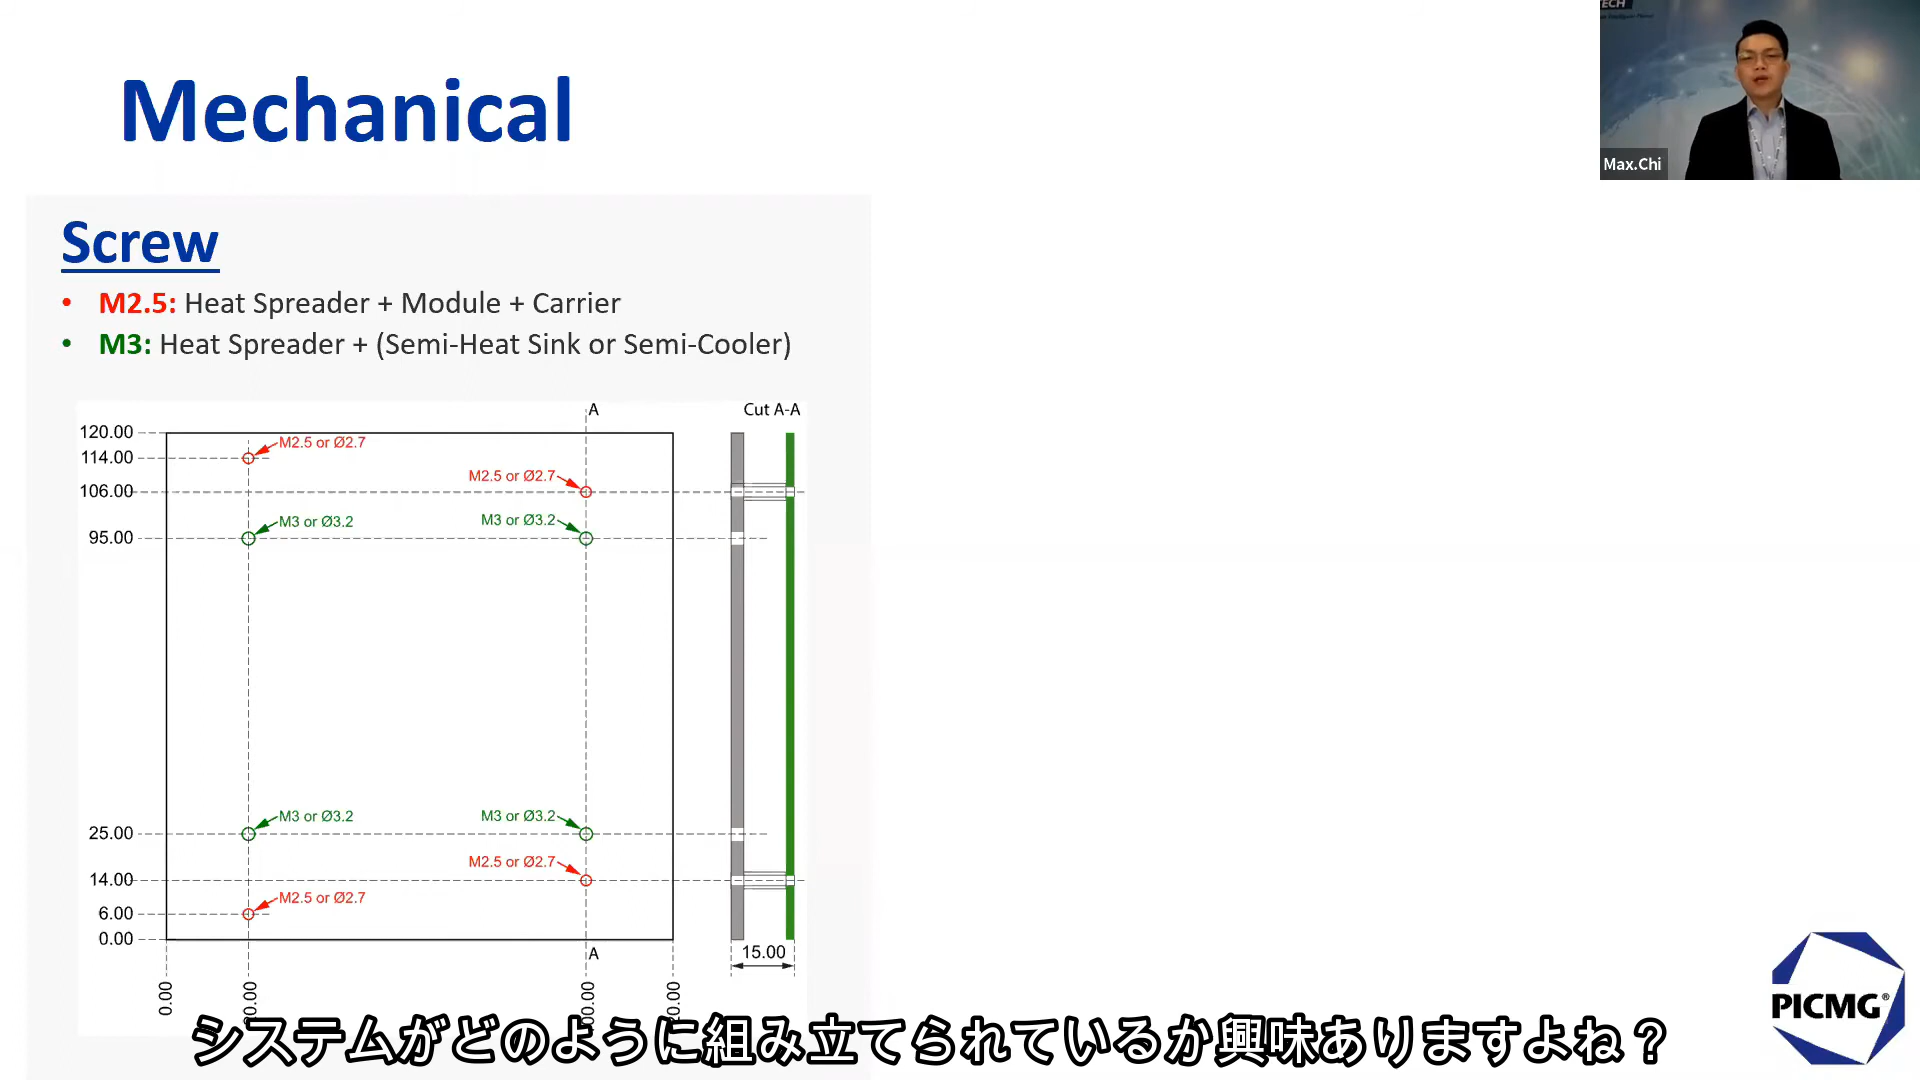 Mechanical
ECH
Max.Chi
Screw
• M2.5: Heat Spreader + Module + Carrier
• M3: Heat Spreader + (Semi-Heat Sink or Semi-Cooler)
A
Cut A-A
120.00
M2.5 or Ø2.7
114.00
M2.5 or Ø2.7
106.00
M3 or Ø3.2
M3 or Ø3.2
95.00
M3 or Ø3.2
M3 or Ø3.2
25.00
M2.5 or Ø2.7
14.00
M2.5 or Ø2.7
6.00
0.00
A
15.00
0.00
0.00
00.00
20.00
システムがどのように組み立てられているか興味ありますよね？
PICMG®